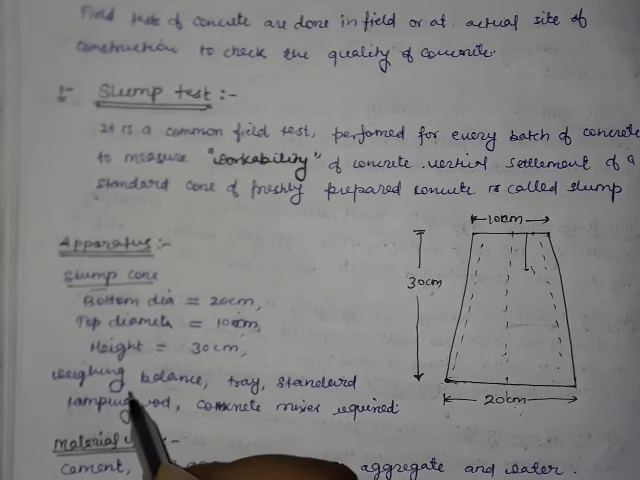 Field test of concrete are done in field or at actual site of
construction to check the quality of concrete.
1- Slump test :-
It is a common field test, perfomed for every batch of concrete
to measure "workability" of concrete vertical settlement of a
standard cone of freshly prepared concrete is called slump
Apparatus :-
Slump cone
Bottom dia = 20cm,
Top diameter = 10cm,
Height = 30cm,
weighing balance, tray, standard
tamping rod, concrete mixer required
Material
cement, aggregate and water.
10cm
30cm
20cm